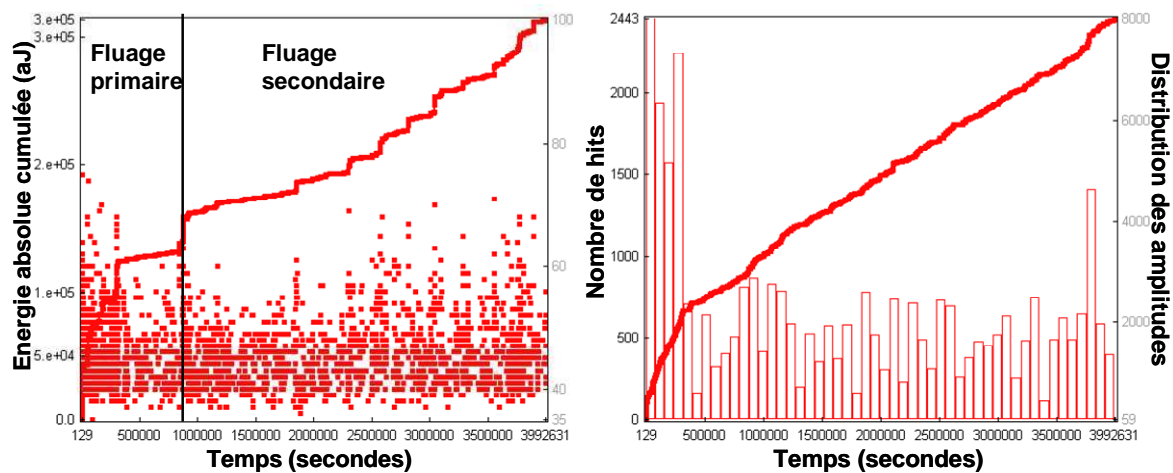 Energie absolue cumulée (aJ)
3.e+05
3.e+05
2.e+05
1.e+05
5.e+04
0.0
Fluage
primaire
Fluage
secondaire
100
80
60
40
35
129 500000 1000000 1500000 2000000 2500000 3000000 3500000 3992631
Temps (secondes)
Nombre de hits
2443
2000
1500
1000
500
0
8000
6000
4000
2000
59
Distribution des amplitudes
129 500000 1000000 1500000 2000000 2500000 3000000 3500000 3992631
Temps (secondes)